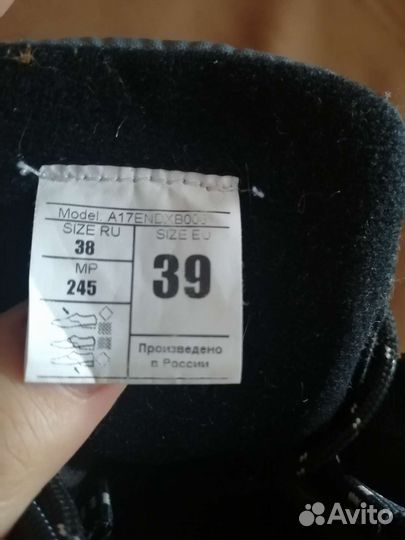 Model. A17ENDXB00
SIZE RU
38
MP
245
SIZE EU
39
Произведено
в России
Avito